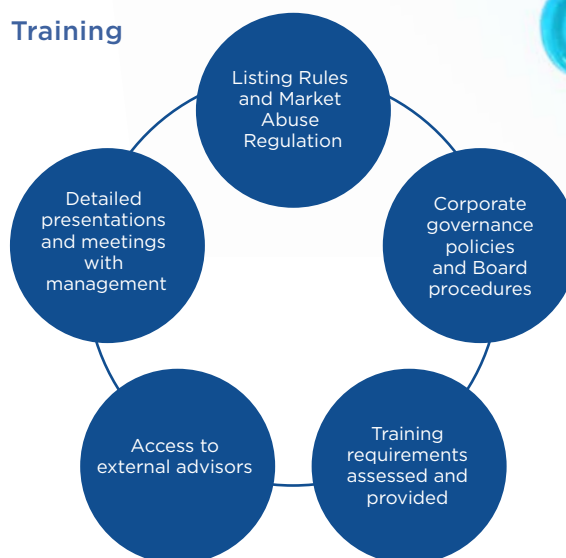 Training
Listing Rules
and Market
Abuse
Regulation
Corporate
governance
policies
and Board
procedures
Training
requirements
assessed and
provided
Access to
external advisors
Detailed
presentations
and meetings
with
management